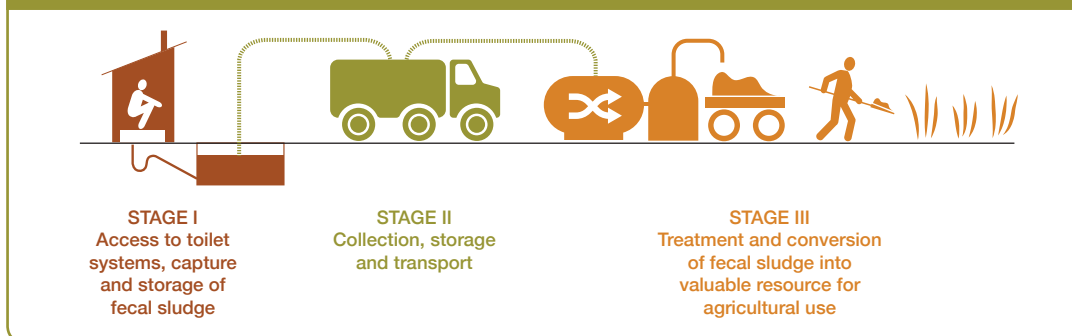 STAGE I
Access to toilet
systems, capture
and storage of
fecal sludge
STAGE II
Collection, storage
and transport
STAGE III
Treatment and conversion
of fecal sludge into
valuable resource for
agricultural use